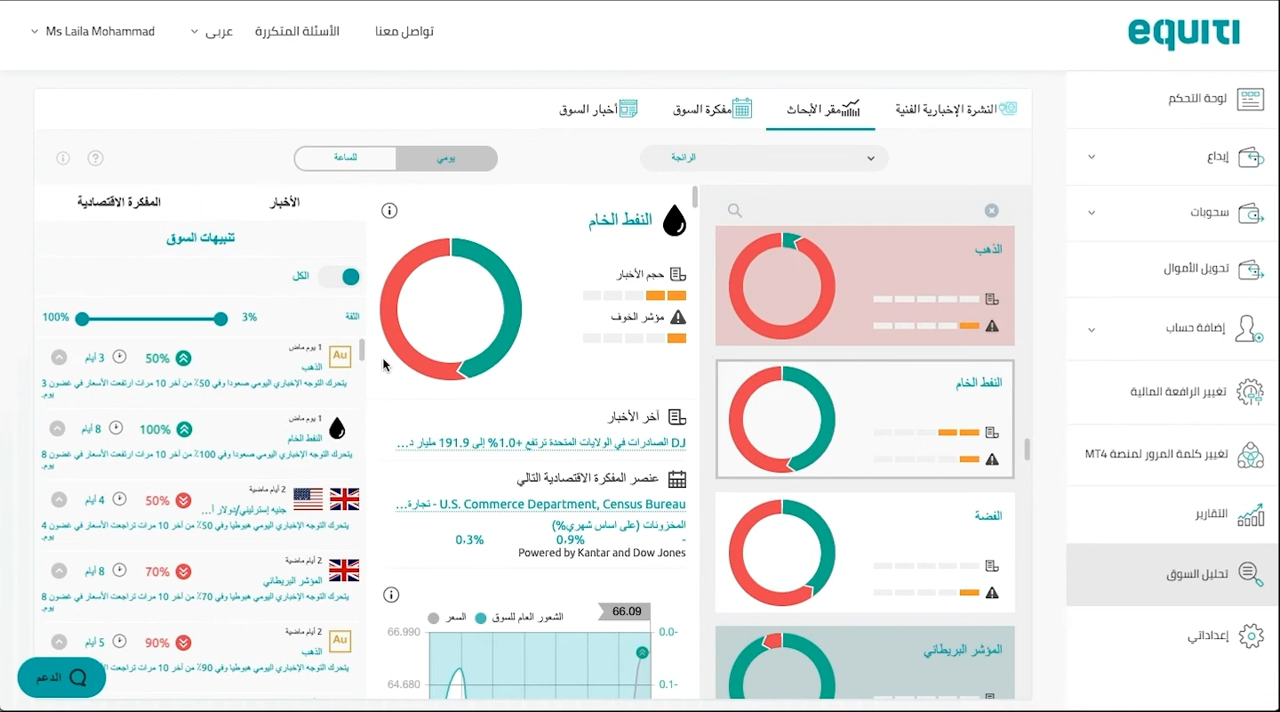 equiti
تواصل معنا
الأسئلة المتكررة
عربى
Ms Laila Mohammad
لوحة التحكم
إيداع
سحوبات
تحويل الأموال
إضافة حساب
تغيير الرافعة المالية
تغيير كلمة المرور لمنصة MT4
التقارير
تحليل السوق
إعداداتي
النشرة الإخبارية الفنية
مقر الأبحاث
مفكرة السوق
أخبار السوق
الرائجة
يومي
للساعة
الذهب
النفط الخام
الفضة
المؤشر البريطاني
النفط الخام
حجم الأخبار
مؤشر الخوف
آخر الأخبار
DJ الصادرات في الولايات المتحدة ترتفع +1.0% إلى 191.9 مليار د...
عنصر المفكرة الاقتصادية التالي
U.S. Commerce Department, Census Bureau - تجارة...
المخزونات (على اساس شهري%)
- 0.9% 0.3%
Powered by Kantar and Dow Jones
66.09
الشعور العام للسوق
السعر
66.990
0.0-
64.680
0.1-
الأخبار
المفكرة الاقتصادية
تنبيهات السوق
الكل
الثقة
3%
100%
1 يوم ماض
Au
الذهب
50%
3 أيام
يتحرك التوجه الإخباري اليومي صعودا وفي 50٪ من آخر 10 مرات ارتفعت الأسعار في غضون 3
يوم.
1 يوم ماض
النفط الخام
100%
8 أيام
يتحرك التوجه الإخباري اليومي صعودا وفي 100٪ من آخر 10 مرات ارتفعت الأسعار في غضون 8
يوم.
2 أيام ماضية
جنيه إسترليني/دولار أ...
50%
4 أيام
يتحرك التوجه الإخباري اليومي هبوطيا وفي 50٪ من آخر 10 مرات تراجعت الأسعار في غضون 4
يوم.
2 أيام ماضية
المؤشر البريطاني
70%
8 أيام
يتحرك التوجه الإخباري اليومي هبوطيا وفي 70٪ من آخر 10 مرات تراجعت الأسعار في غضون 8
يوم.
2 أيام ماضية
Au
الذهب
90%
5 أيام
يتحرك التوجه الإخباري اليومي هبوطيا وفي 90٪ من آخر 10 مرات تراجعت
الدعم